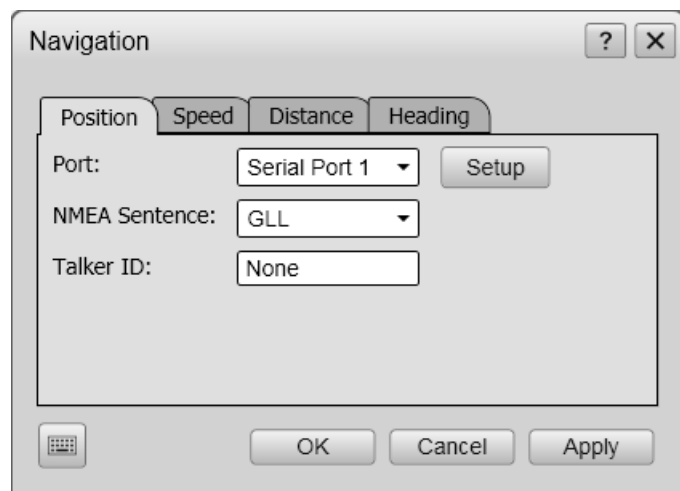 Navigation ? X
Position Speed Distance Heading
Port: Serial Port 1 Setup
NMEA Sentence: GLL
Talker ID: None
OK Cancel Apply